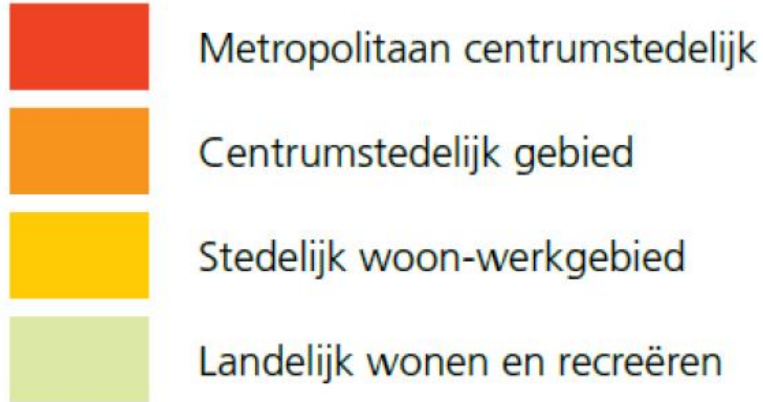 Metropolitaan centrumstedelijk
Centrumstedelijk gebied
Stedelijk woon-werkgebied
Landelijk wonen en recreëren